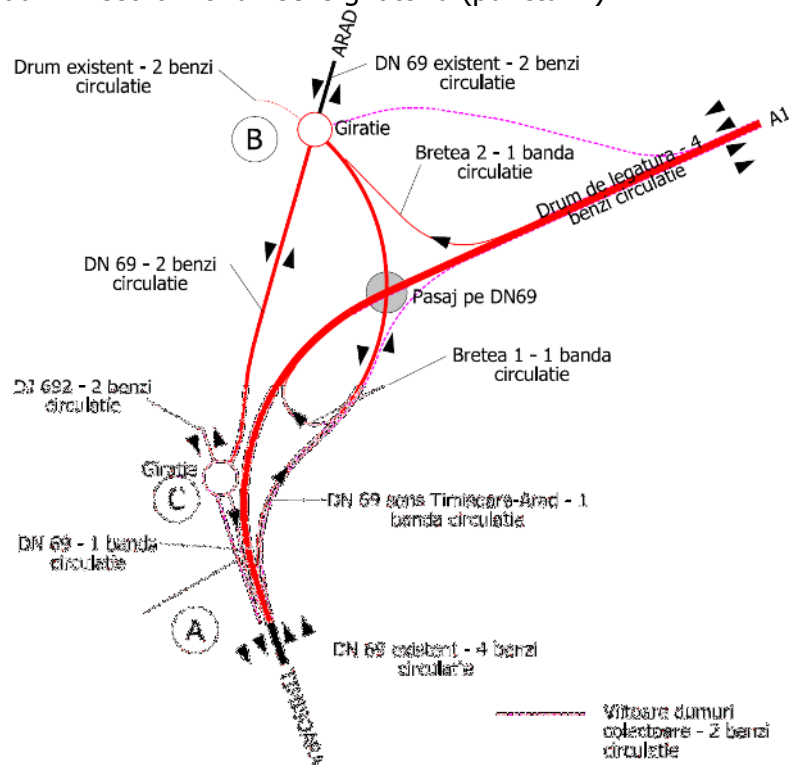 ARAD
Drum existent - 2 benzi
circulatie
DN 69 existent - 2 benzi
circulatie
A1
B
Giratie
Bretea 2 - 1 banda
circulatie
Drum de legatura - 4
benzi circulatie
DN 69 - 2 benzi
circulatie
Pasaj pe DN69
Bretea 1 - 1 banda
circulatie
DJ 692 - 2 benzi
circulatie
Giratie
C
DN 69 sens Timisoara-Arad - 1
banda circulatie
DN 69 - 1 banda
circulatie
A
DN 69 existent - 4 benzi
circulatie
TIMISOARA
Viitoare dumuri
colectoare - 2 benzi
circulatie